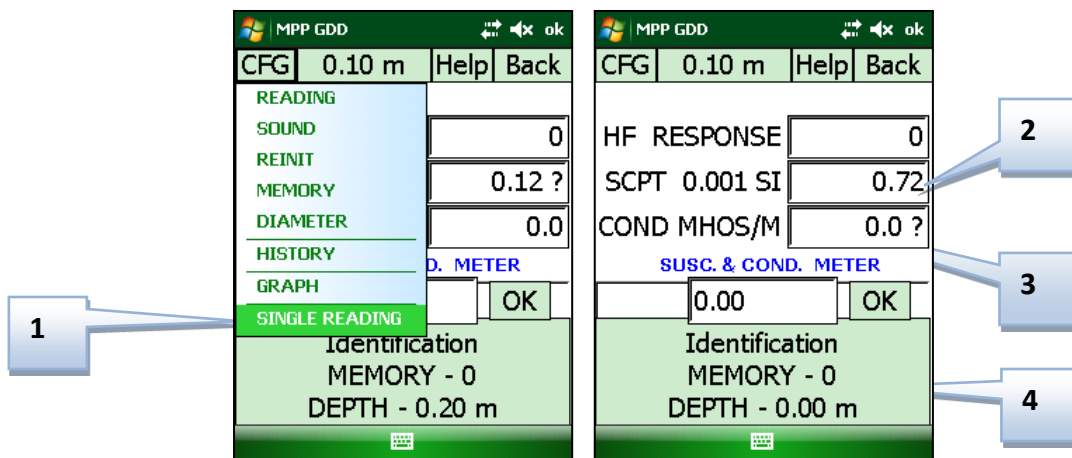 MPP GDD ok
CFG 0.10 m Help Back
READING
SOUND
REINIT
MEMORY
DIAMETER
HISTORY
GRAPH
SINGLE READING
0
0.12 ?
0.0
D. METER
OK
Identification
MEMORY - 0
DEPTH - 0.20 m
1
MPP GDD ok
CFG 0.10 m Help Back
HF RESPONSE 0
SCPT 0.001 SI 0.72
COND MHOS/M 0.0 ?
SUSC. & COND. METER
0.00 OK
Identification
MEMORY - 0
DEPTH - 0.00 m
2
3
4